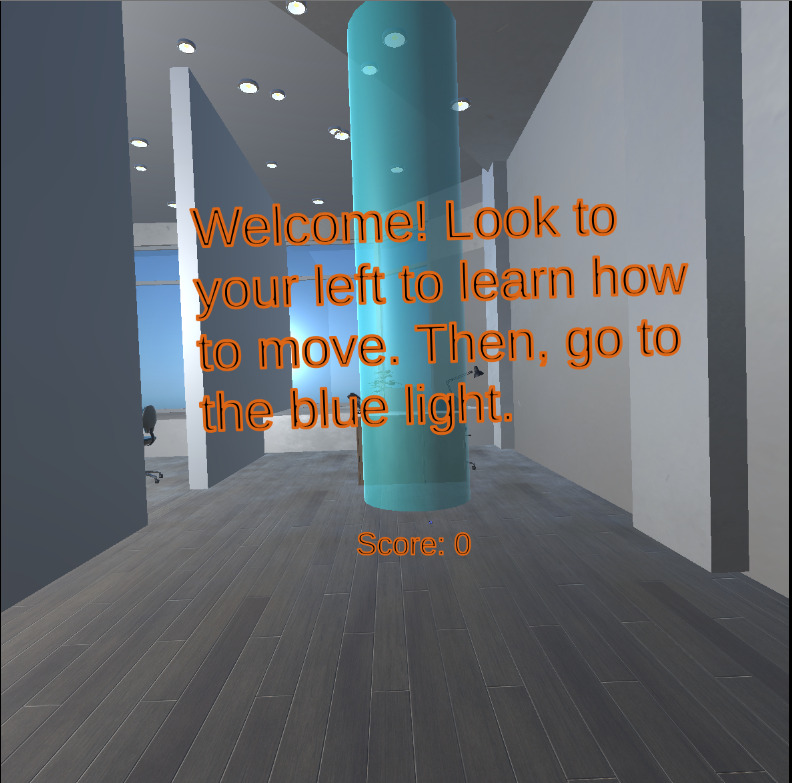 Welcome! Look to
your left to learn how
to move. Then, go to
the blue light.
Score: 0